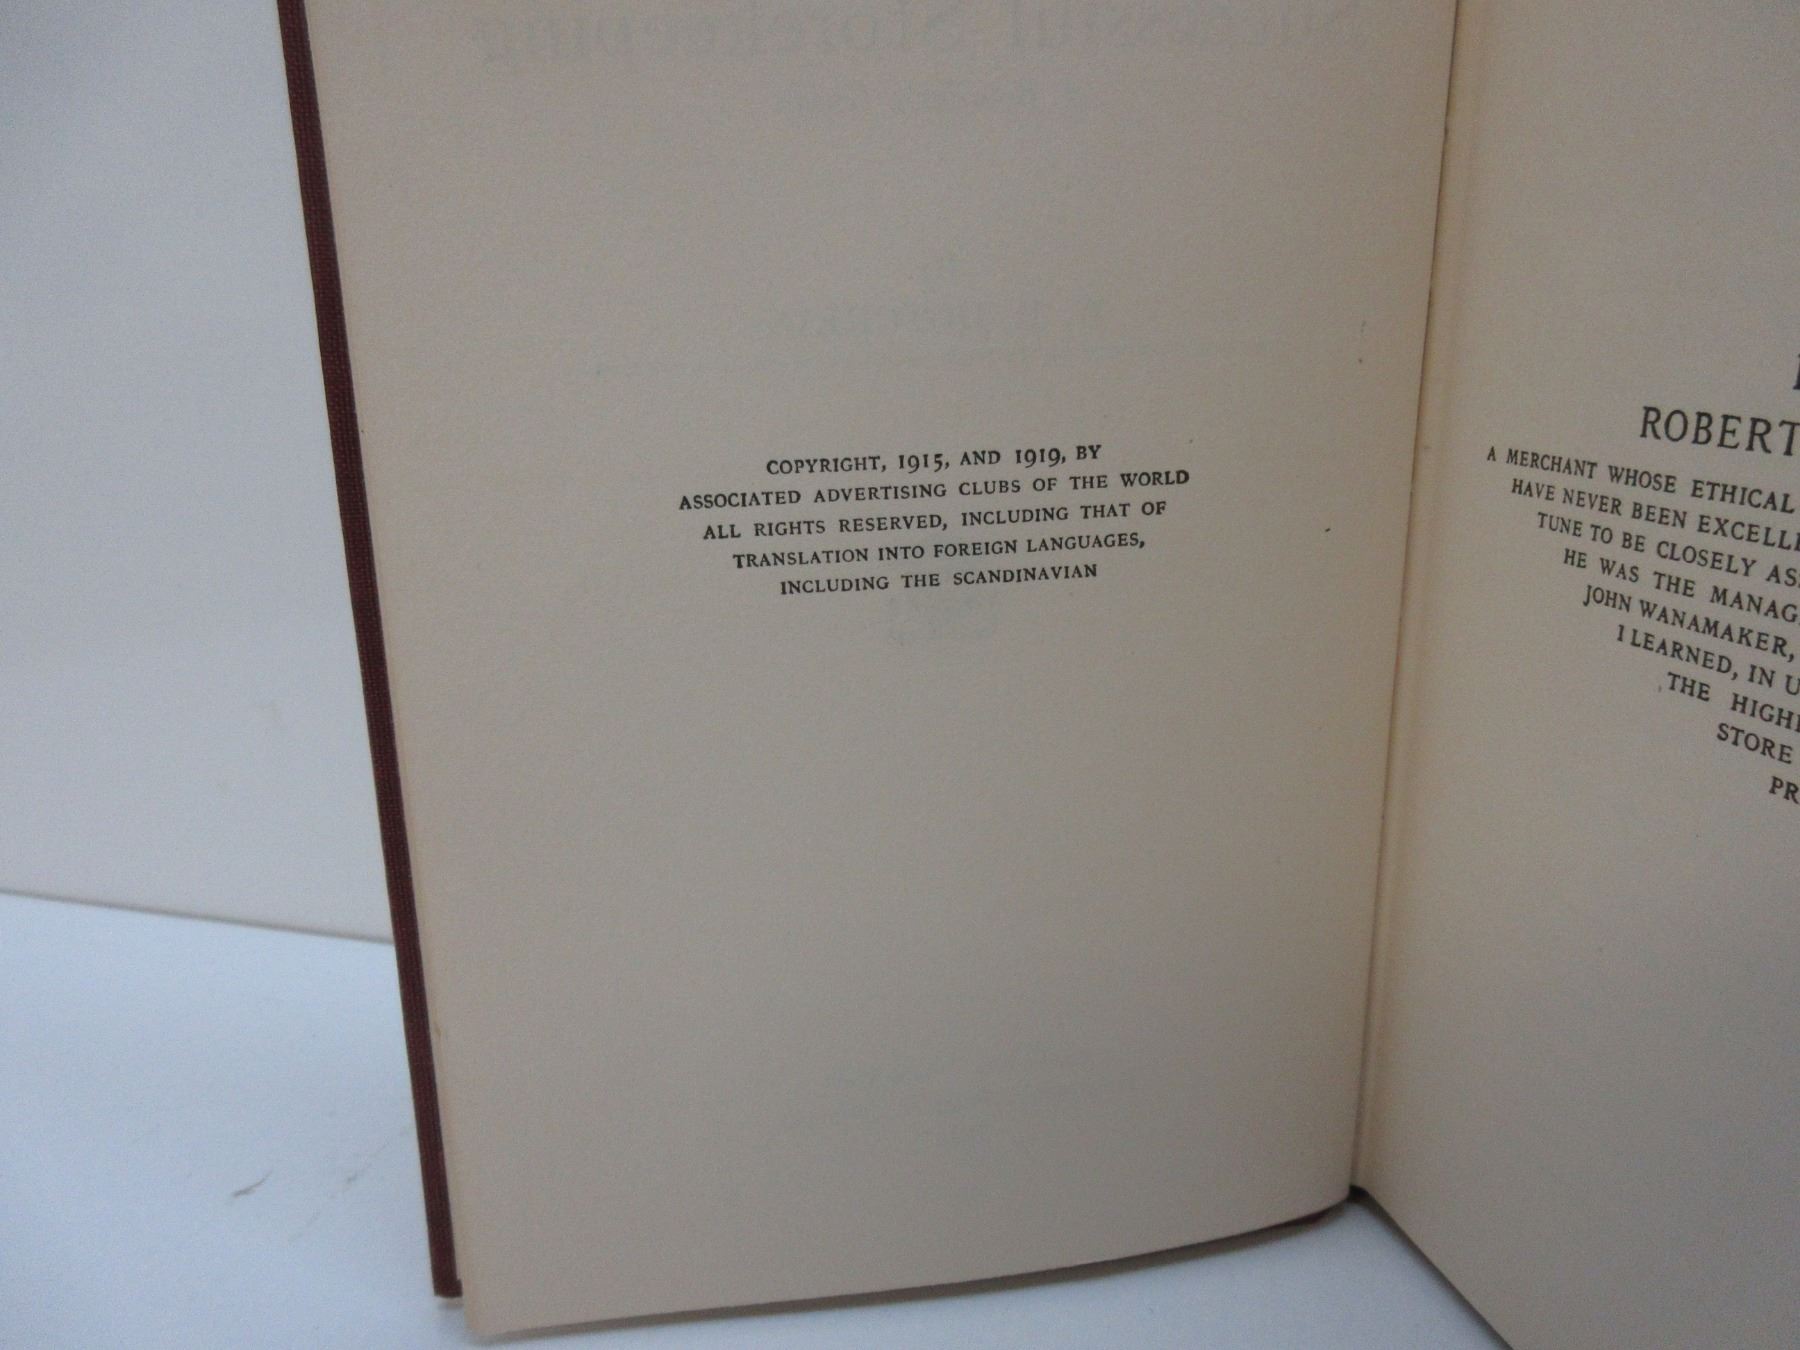 COPYRIGHT, 1915, AND 1919, BY
ASSOCIATED ADVERTISING CLUBS OF THE WORLD
ALL RIGHTS RESERVED, INCLUDING THAT OF
TRANSLATION INTO FOREIGN LANGUAGES,
INCLUDING THE SCANDINAVIAN
ROBERT
A MERCHANT WHOSE ETHICAL
HAVE NEVER BEEN
TUNE TO BE CLOSELY
HE WAS THE
JOHN WANAMAKER,
I LEARNED, IN
THE
STORE